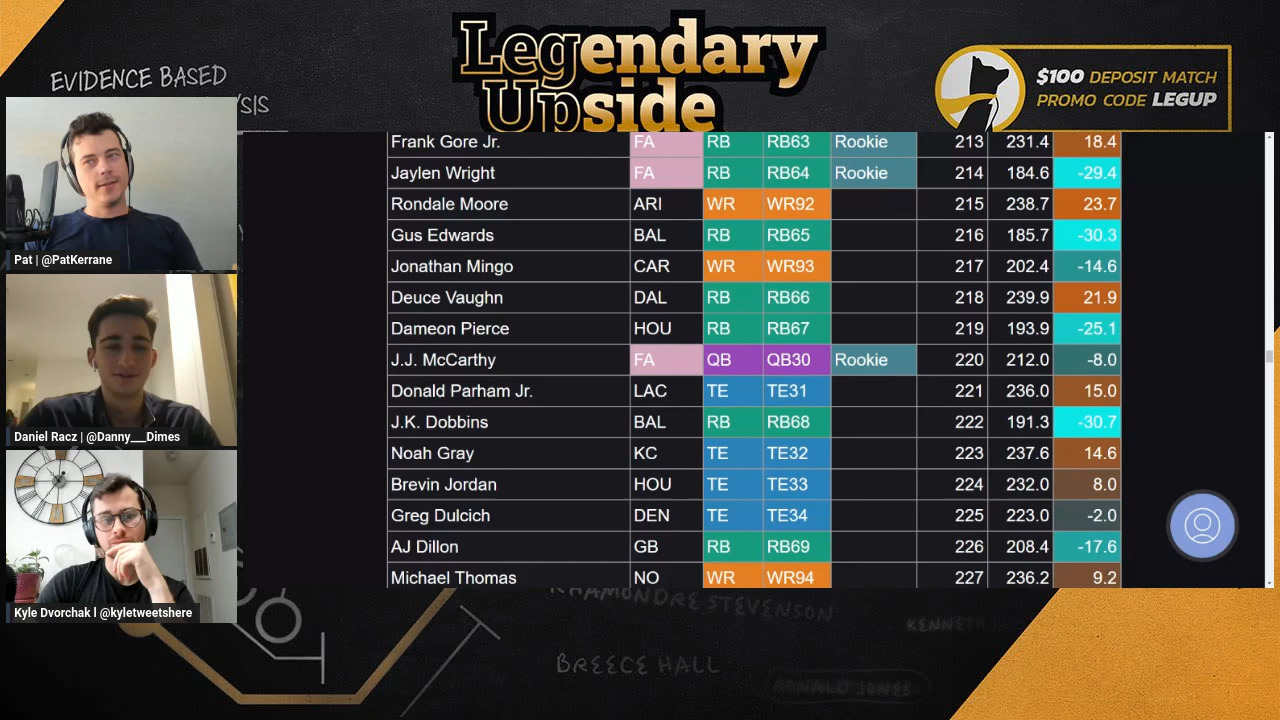 EVIDENCE BASED
YSIS
Legendary
Upside
$100 DEPOSIT MATCH
PROMO CODE LEGUP
Pat | @PatKerrane
Daniel Racz | @Danny___Dimes
Kyle Dvorchak l @kyletweetshere
Frank Gore Jr. FA RB RB63 Rookie 213 231.4 18.4
Jaylen Wright FA RB RB64 Rookie 214 184.6 -29.4
Rondale Moore ARI WR WR92 215 238.7 23.7
Gus Edwards BAL RB RB65 216 185.7 -30.3
Jonathan Mingo CAR WR WR93 217 202.4 -14.6
Deuce Vaughn DAL RB RB66 218 239.9 21.9
Dameon Pierce HOU RB RB67 219 193.9 -25.1
J.J. McCarthy FA QB QB30 Rookie 220 212.0 -8.0
Donald Parham Jr. LAC TE TE31 221 236.0 15.0
J.K. Dobbins BAL RB RB68 222 191.3 -30.7
Noah Gray KC TE TE32 223 237.6 14.6
Brevin Jordan HOU TE TE33 224 232.0 8.0
Greg Dulcich DEN TE TE34 225 223.0 -2.0
AJ Dillon GB RB RB69 226 208.4 -17.6
Michael Thomas NO WR WR94 227 236.2 9.2
RHAMONDRE STEVENSON
KENNETH
BREECE HALL
RONALD JONES